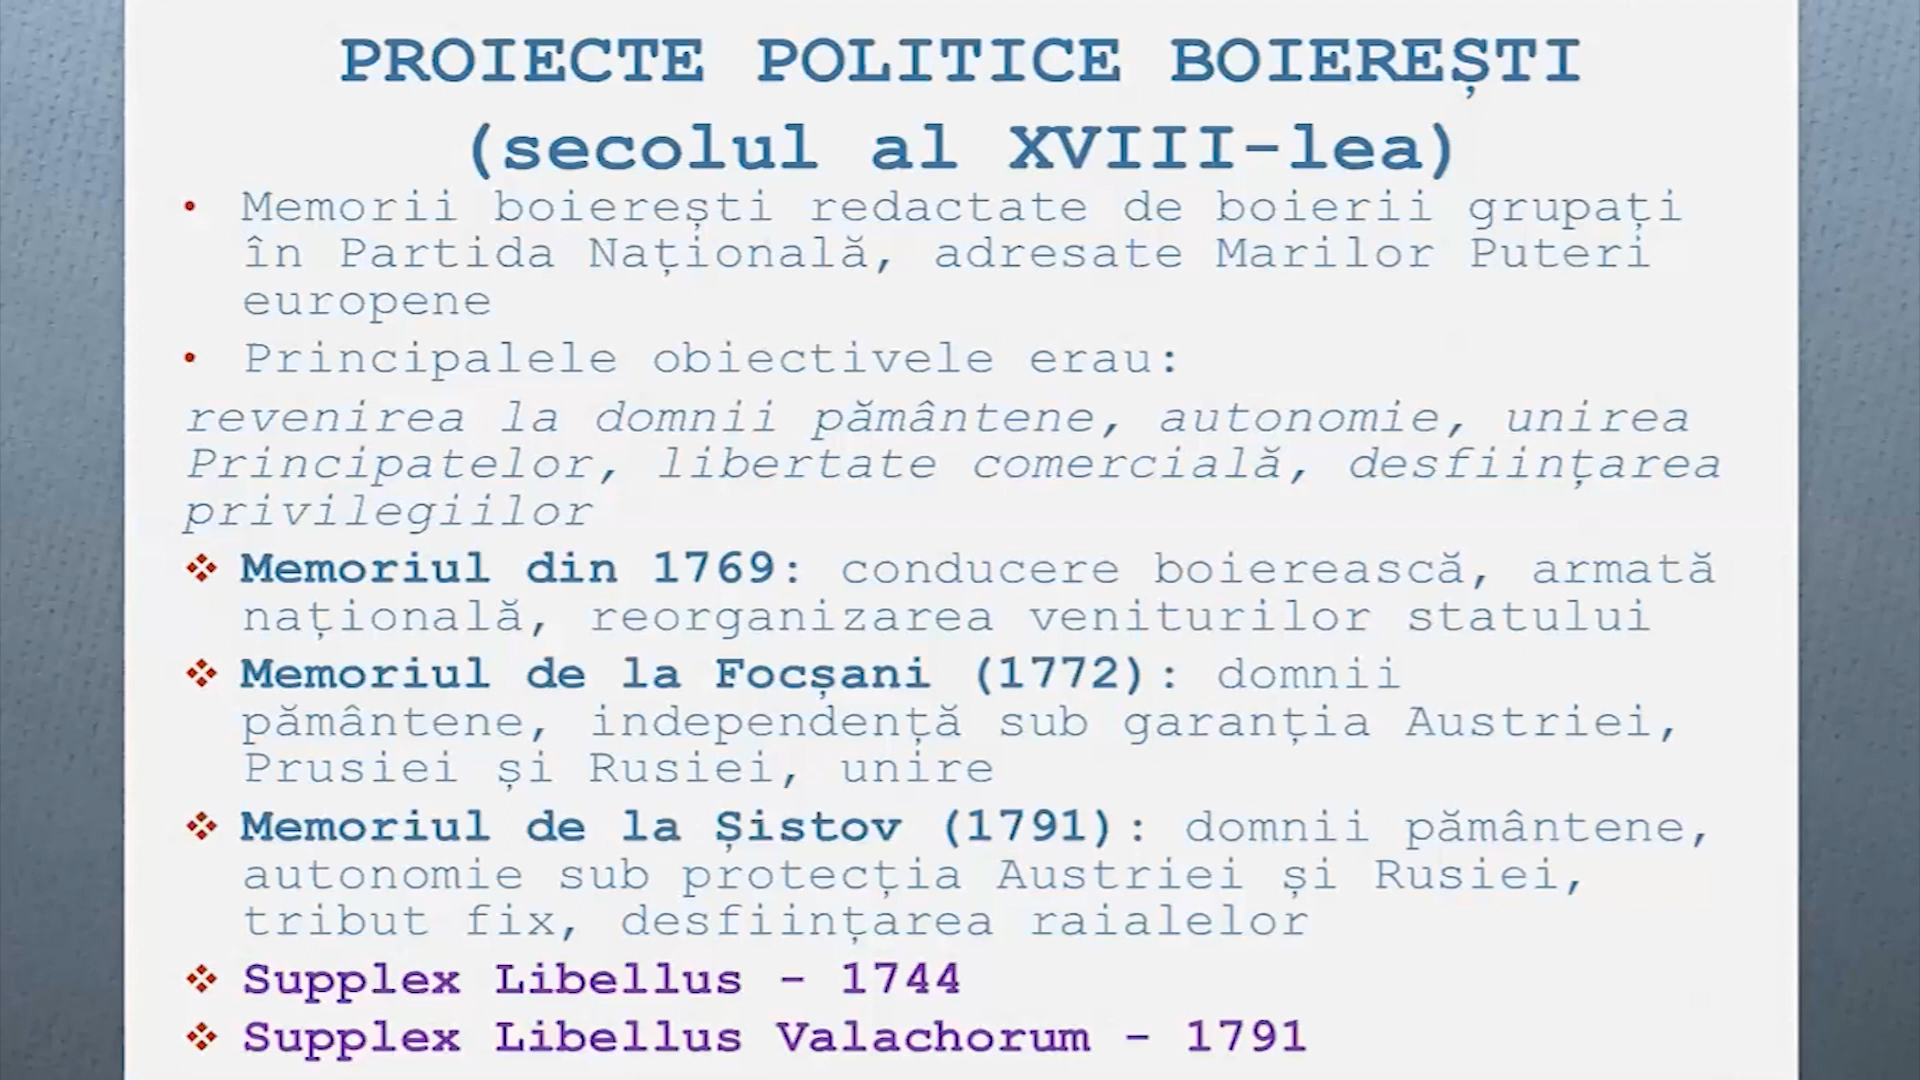 PROIECTE POLITICE BOIEREȘTI
(secolul al XVIII-lea)
• Memorii boierești redactate de boierii grupați
în Partida Națională, adresate Marilor Puteri
europene
• Principalele obiectivele erau:
revenirea la domnii pământene, autonomie, unirea
Principatelor, libertate comercială, desființarea
privilegiilor
❖ Memoriul din 1769: conducere boierească, armată
națională, reorganizarea veniturilor statului
❖ Memoriul de la Focșani (1772): domnii
pământene, independență sub garanția Austriei,
Prusiei și Rusiei, unire
❖ Memoriul de la Șistov (1791): domnii pământene,
autonomie sub protecția Austriei și Rusiei,
tribut fix, desființarea raialelor
❖ Supplex Libellus - 1744
❖ Supplex Libellus Valachorum - 1791